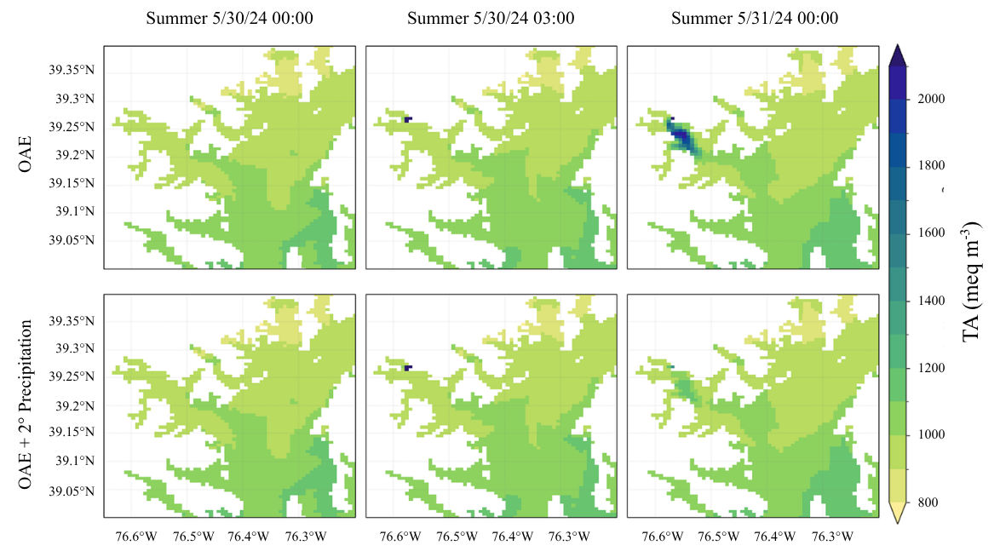 Summer 5/30/24 00:00 Summer 5/30/24 03:00 Summer 5/31/24 00:00
OAE
39.35°N
39.3°N
39.25°N
39.2°N
39.15°N
39.1°N
39.05°N
OAE + 2° Precipitation
39.35°N
39.3°N
39.25°N
39.2°N
39.15°N
39.1°N
39.05°N
76.6°W 76.5°W 76.4°W 76.3°W 76.6°W 76.5°W 76.4°W 76.3°W 76.6°W 76.5°W 76.4°W 76.3°W
2000
1800
1600
1400
1200
1000
800
TA (meq m⁻³)